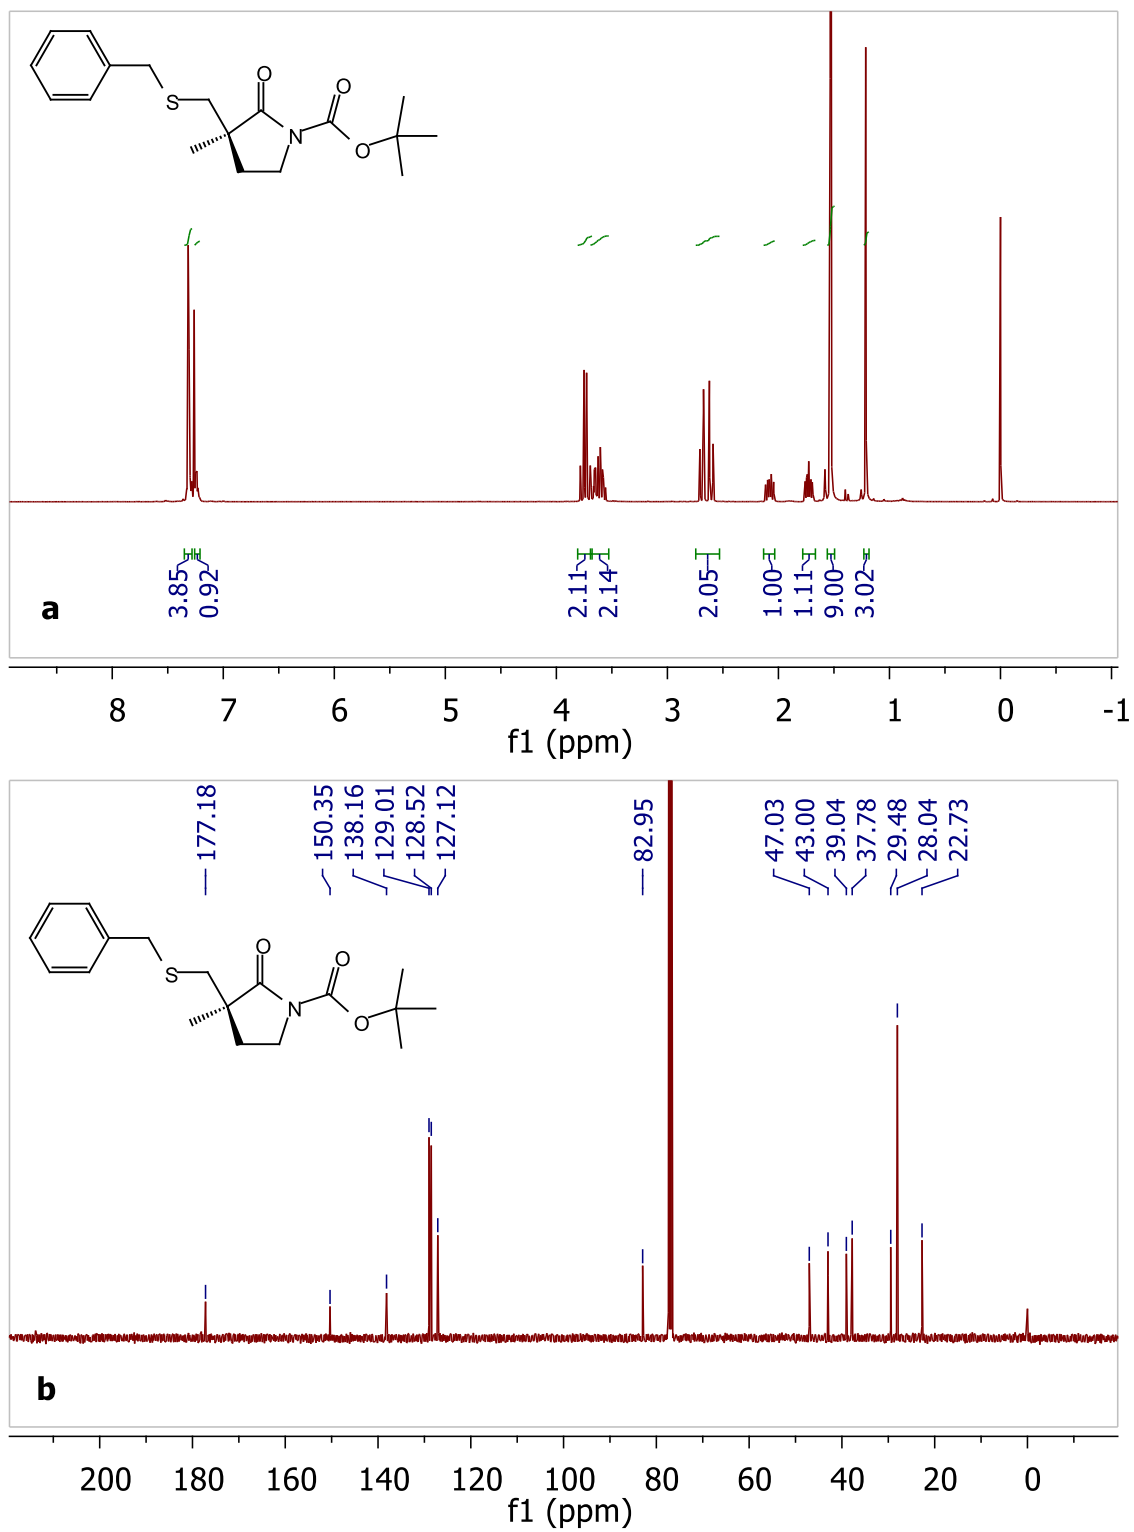 O
O
S
N
O
3.85
0.92
2.11
2.14
2.05
1.00
1.11
9.00
3.02
a
8 7 6 5 4 3 2 1 0 -1
f1 (ppm)
177.18
150.35
138.16
129.01
128.52
127.12
82.95
47.03
43.00
39.04
37.78
29.48
28.04
22.73
O
O
S
N
O
b
200 180 160 140 120 100 80 60 40 20 0
f1 (ppm)